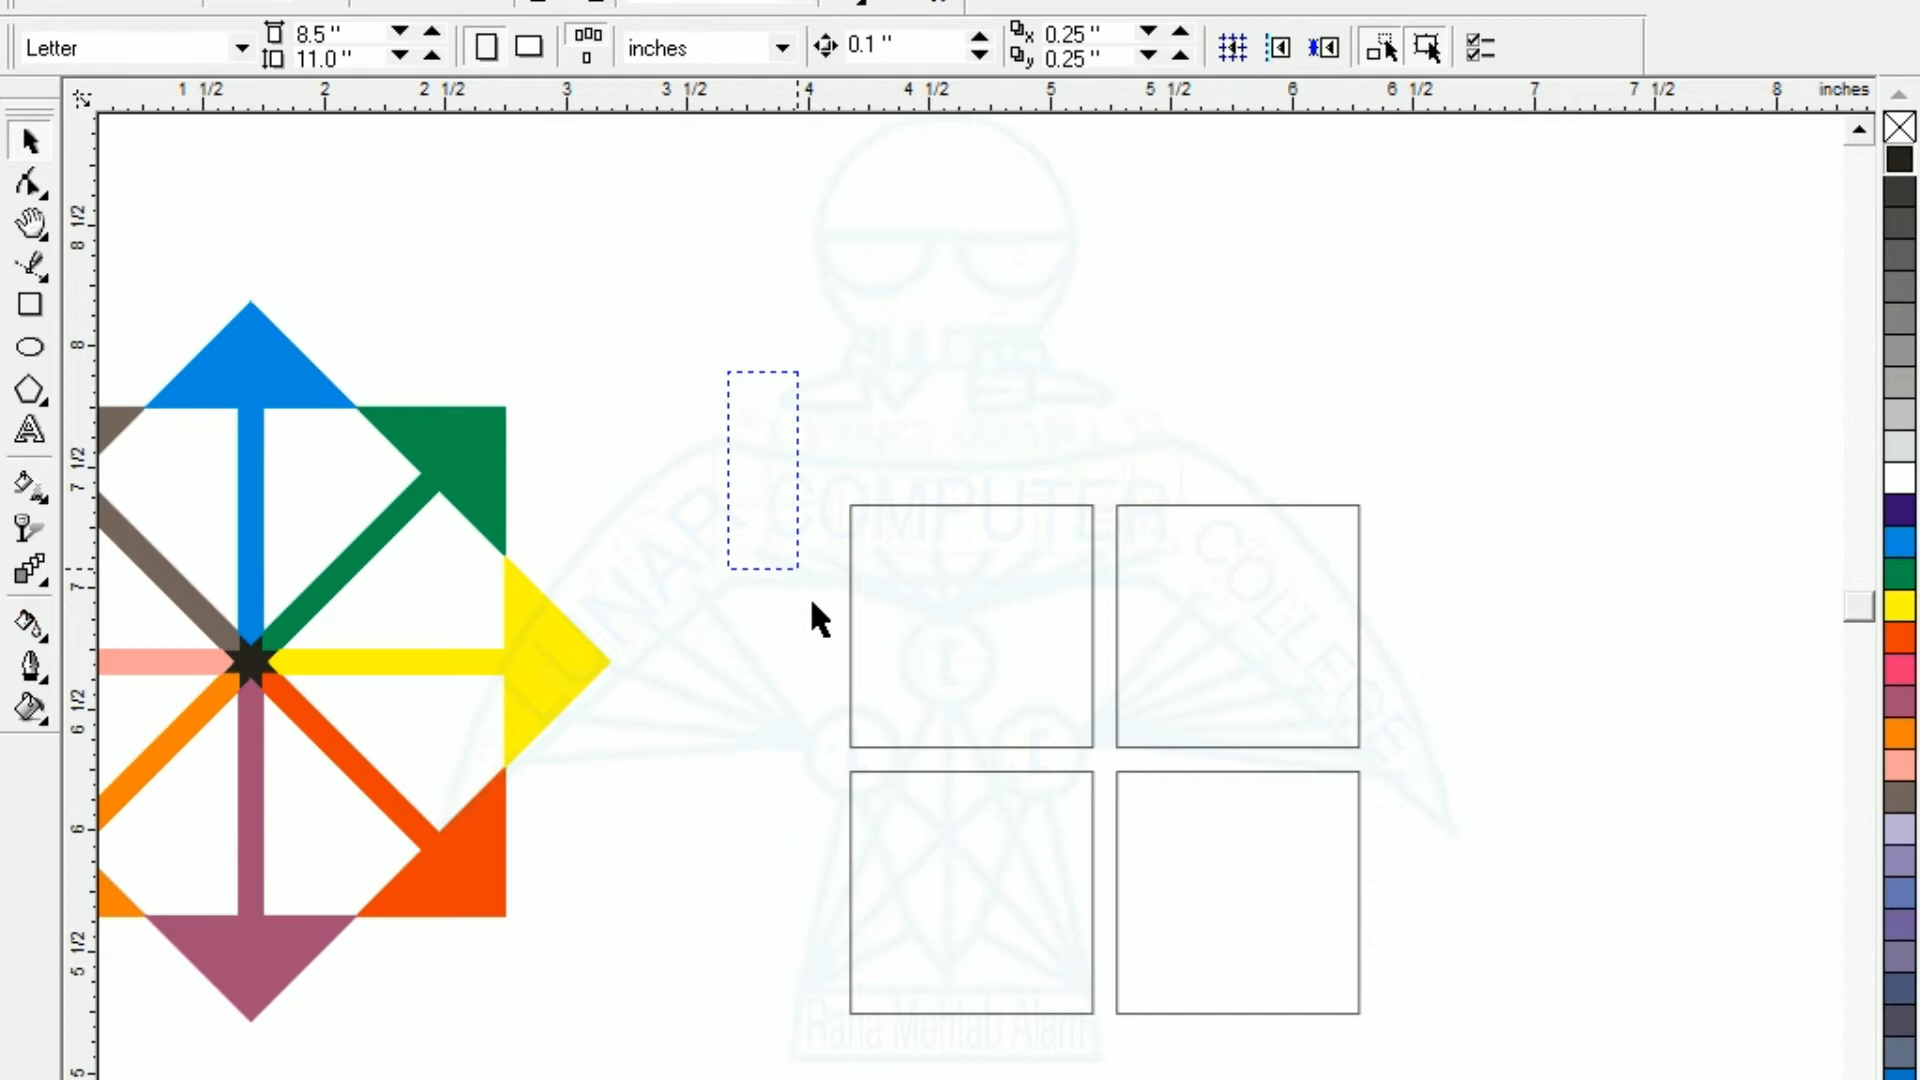 Letter
8.5 "
11.0 "
inches
0.1 "
0.25 "
0.25 "
1 1/2 2 2 1/2 3 3 1/2 4 4 1/2 5 5 1/2 6 6 1/2 7 7 1/2 8 inches
8 1/2
8
7 1/2
7
6 1/2
6
5 1/2
5
COMPUTER
COLLEGE
L
Rana Mehtab Alam